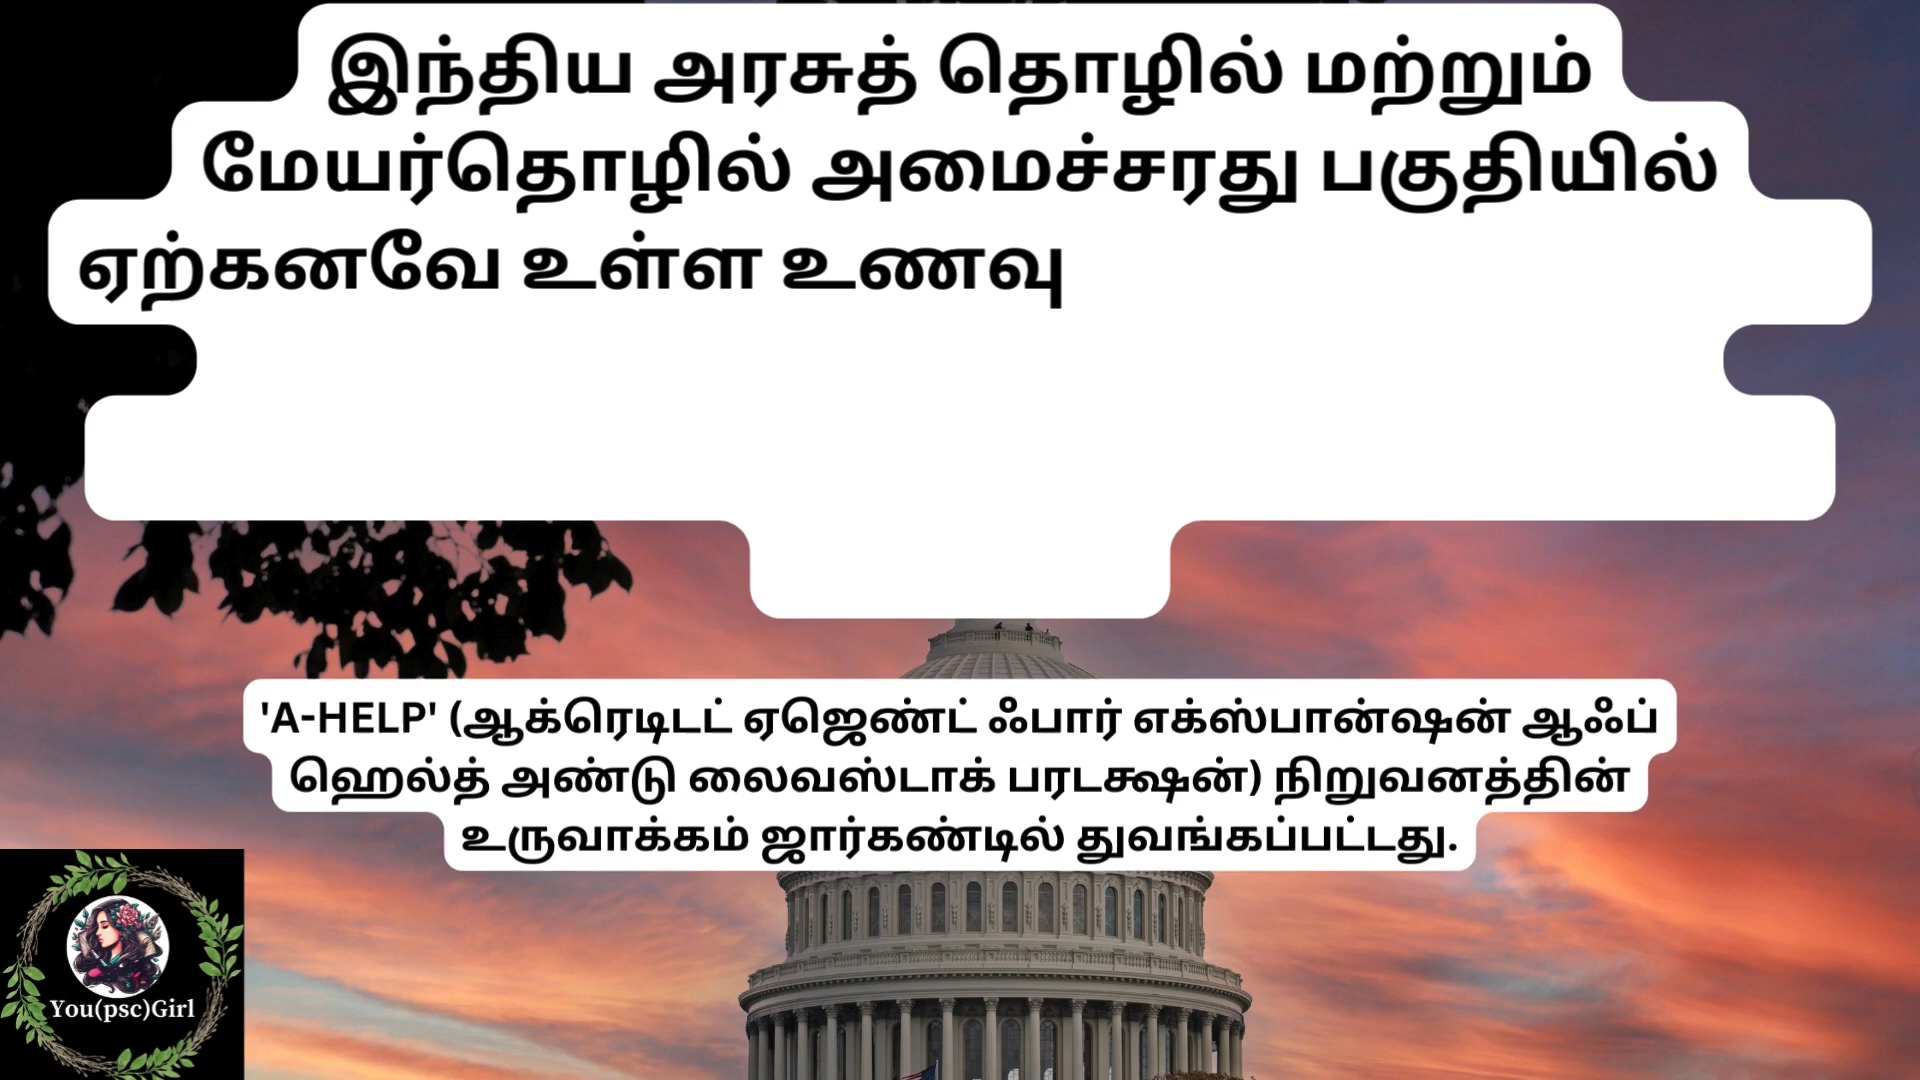 இந்திய அரசுத் தொழில் மற்றும்
மேயர்தொழில் அமைச்சரது பகுதியில்
ஏற்கனவே உள்ள உணவு
'A-HELP' (ஆக்ரெடிடட் ஏஜெண்ட் ஃபார் எக்ஸ்பான்ஷன் ஆஃப்
ஹெல்த் அண்டு லைவஸ்டாக் பரடக்ஷன்) நிறுவனத்தின்
உருவாக்கம் ஜார்கண்டில் துவங்கப்பட்டது.
You(psc)Girl